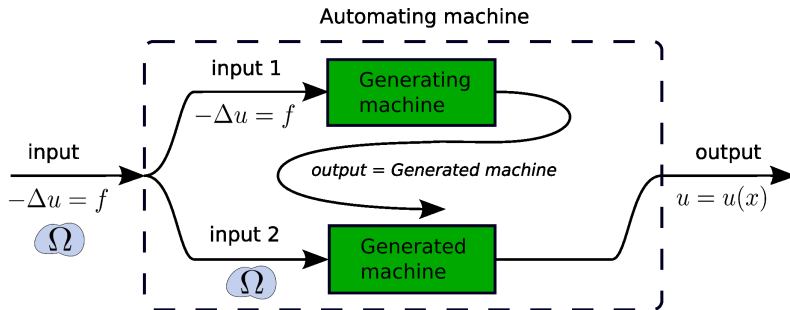 Automating machine
input
-Δu = f
Ω
input 1
-Δu = f
Generating
machine
output = Generated machine
input 2
Ω
Generated
machine
output
u = u(x)